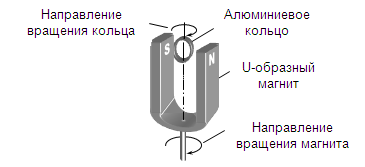 Направление
вращения кольца
Алюминиевое
кольцо
S
N
U-образный
магнит
Направление
вращения магнита